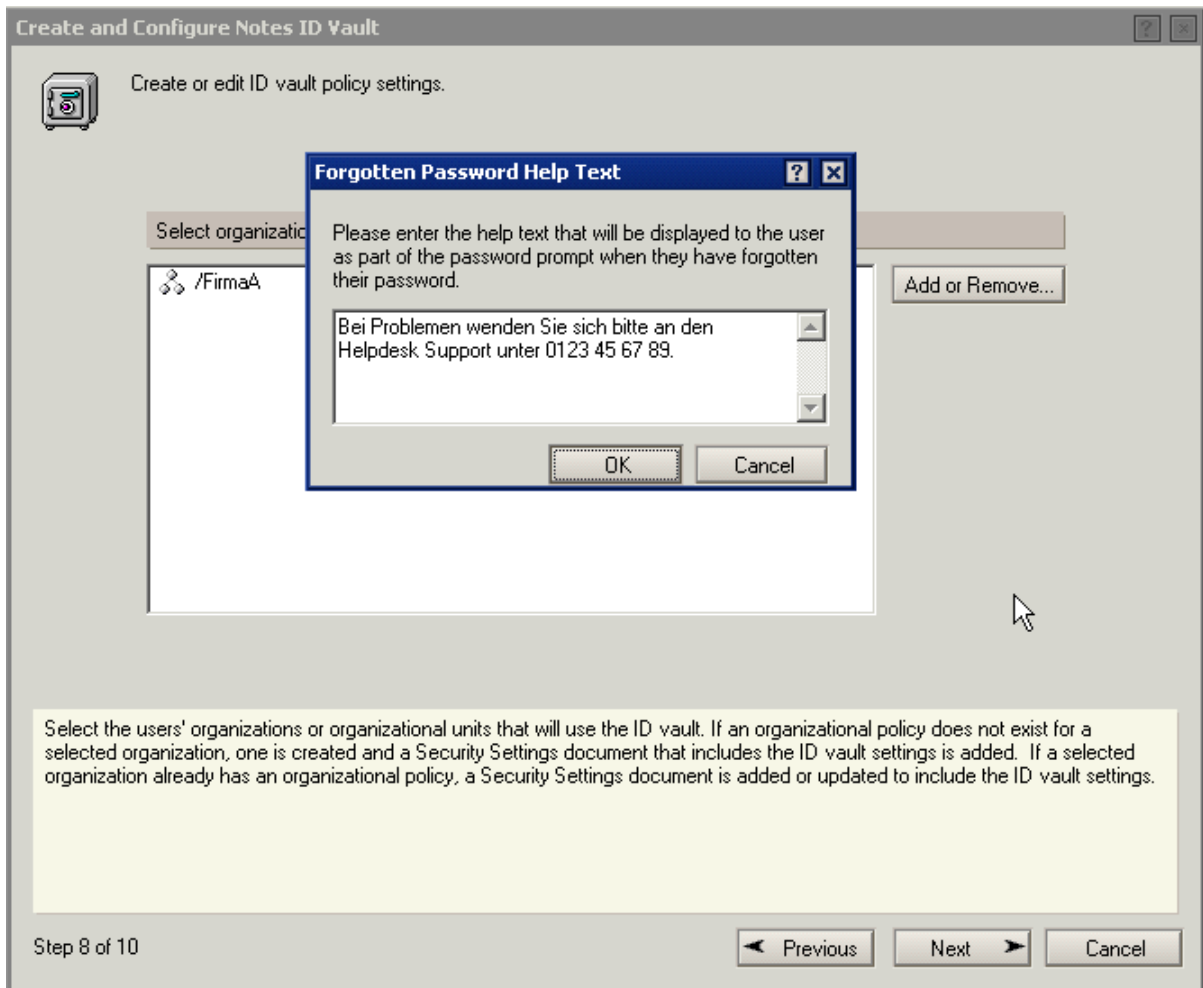 Create and Configure Notes ID Vault
Create or edit ID vault policy settings.
Forgotten Password Help Text
Select
Please enter the help text that will be displayed to the user
as part of the password prompt when they have forgotten
their password.
/FirmaA
Add or Remove...
Bei Problemen wenden Sie sich bitte an den
Helpdesk Support unter 0123 45 67 89.
OK
Cancel
Select the users' organizations or organizational units that will use the ID vault. If an organizational policy does not exist for a
selected organization, one is created and a Security Settings document that includes the ID vault settings is added. If a selected
organization already has an organizational policy, a Security Settings document is added or updated to include the ID vault settings.
Step 8 of 10
Previous
Next
Cancel